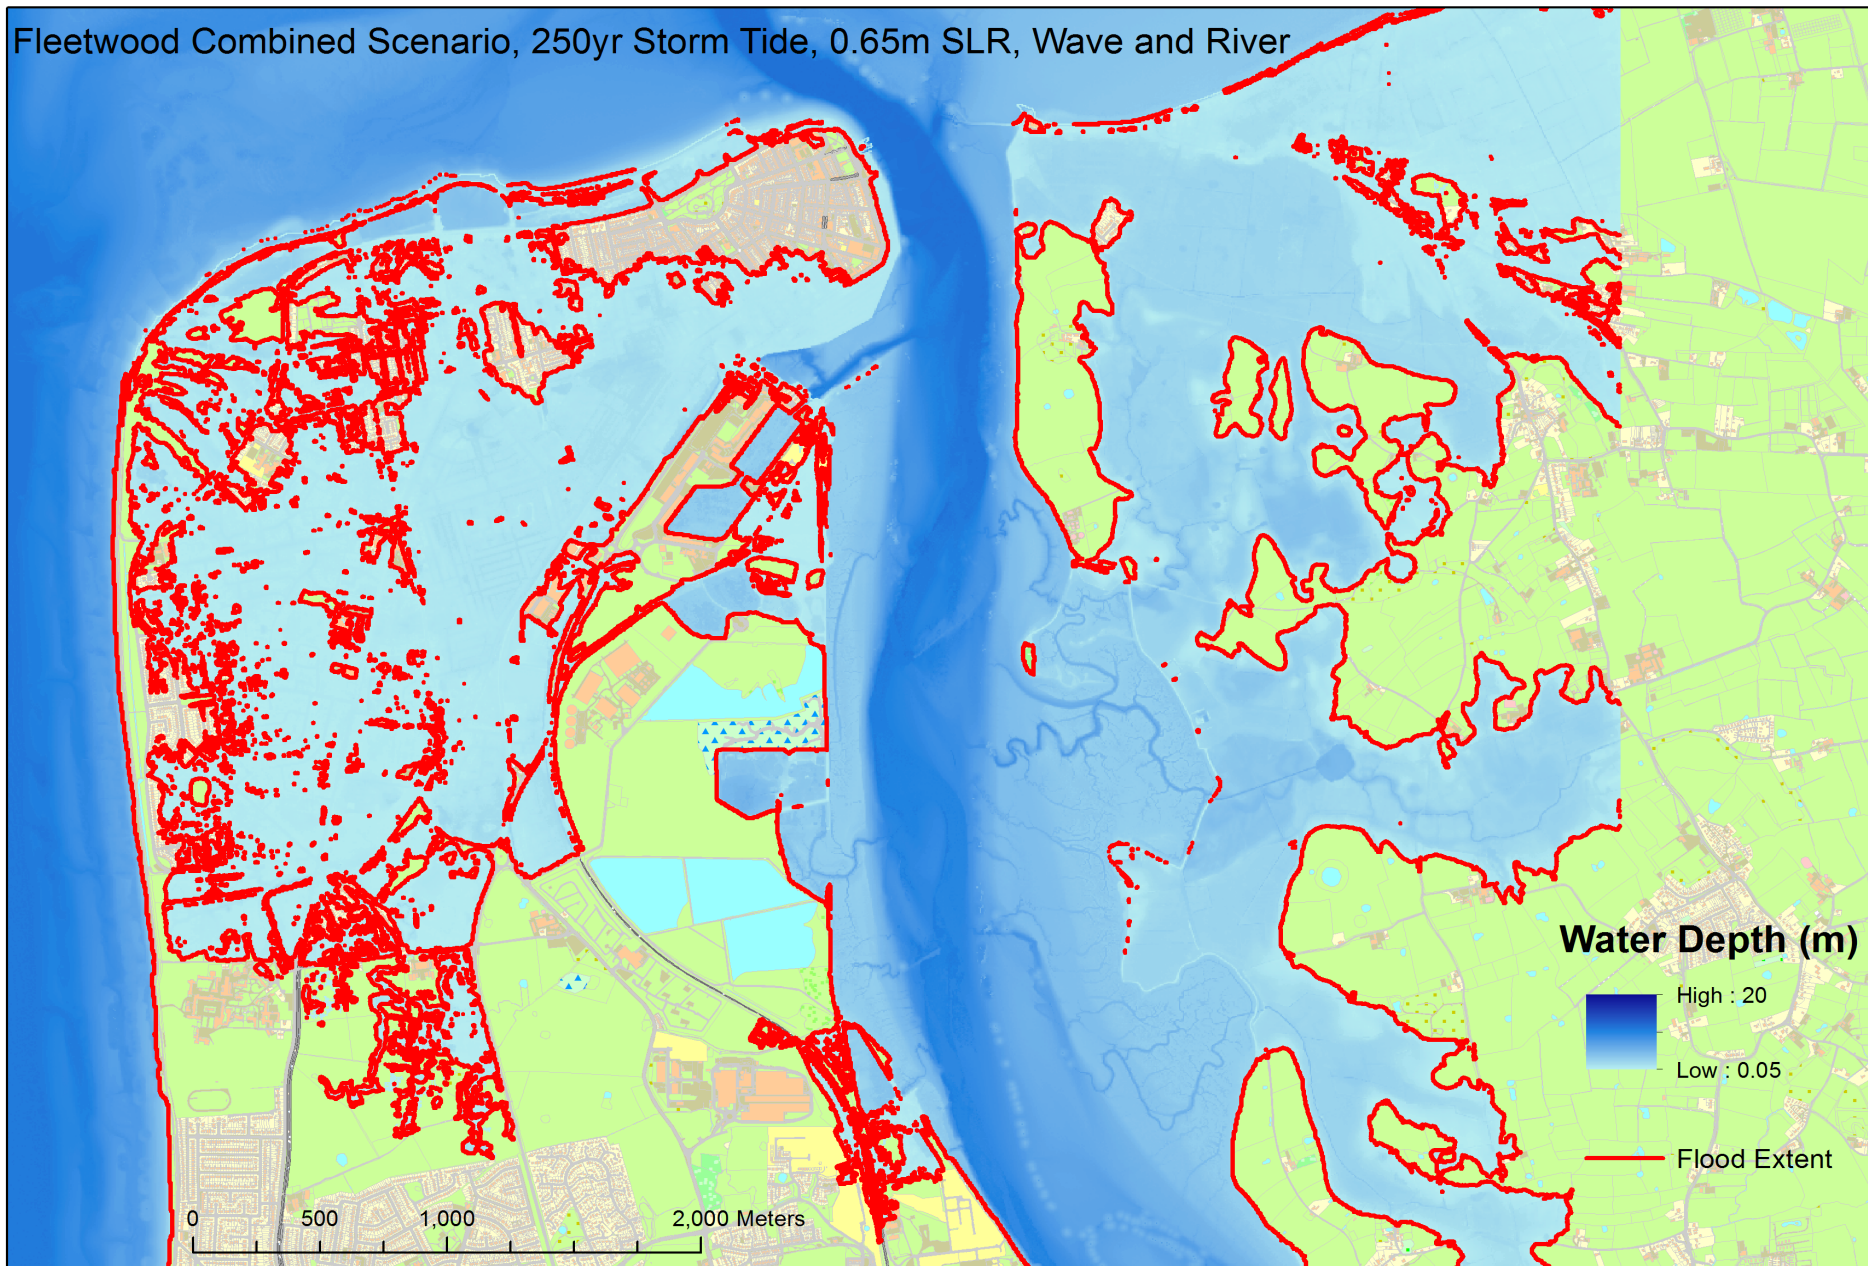 Fleetwood Combined Scenario, 250yr Storm Tide, 0.65m SLR, Wave and River
Water Depth (m)
High : 20
Low : 0.05
Flood Extent
0 500 1,000 2,000 Meters